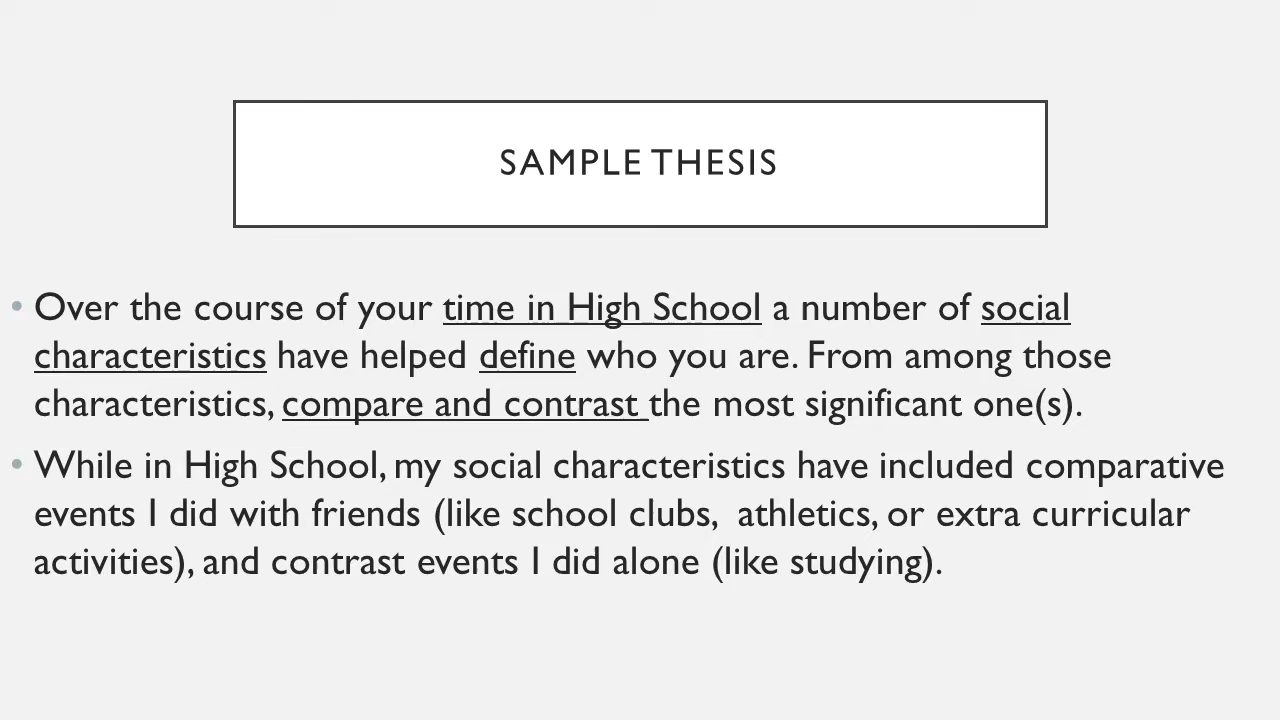 SAMPLE THESIS
• Over the course of your time in High School a number of social
characteristics have helped define who you are. From among those
characteristics, compare and contrast the most significant one(s).
• While in High School, my social characteristics have included comparative
events I did with friends (like school clubs,  athletics, or extra curricular
activities), and contrast events I did alone (like studying).